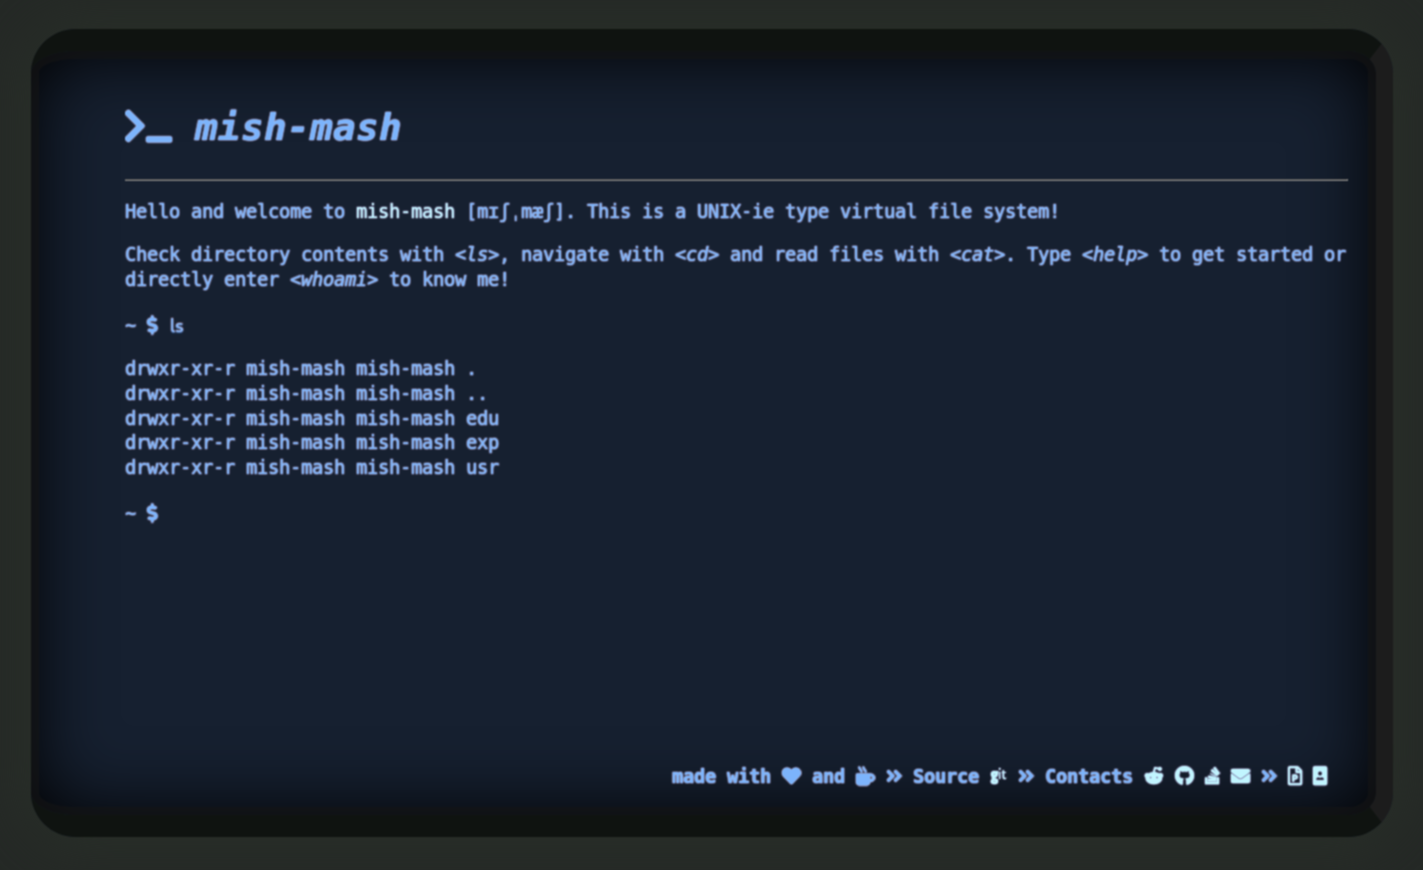 >_ mish-mash
Hello and welcome to mish-mash [mɪʃˌmæʃ]. This is a UNIX-ie type virtual file system!
Check directory contents with <ls>, navigate with <cd> and read files with <cat>. Type <help> to get started or
directly enter <whoami> to know me!
~ $ ls
drwxr-xr-r mish-mash mish-mash .
drwxr-xr-r mish-mash mish-mash ..
drwxr-xr-r mish-mash mish-mash edu
drwxr-xr-r mish-mash mish-mash exp
drwxr-xr-r mish-mash mish-mash usr
~ $
made with and » Source git » Contacts »